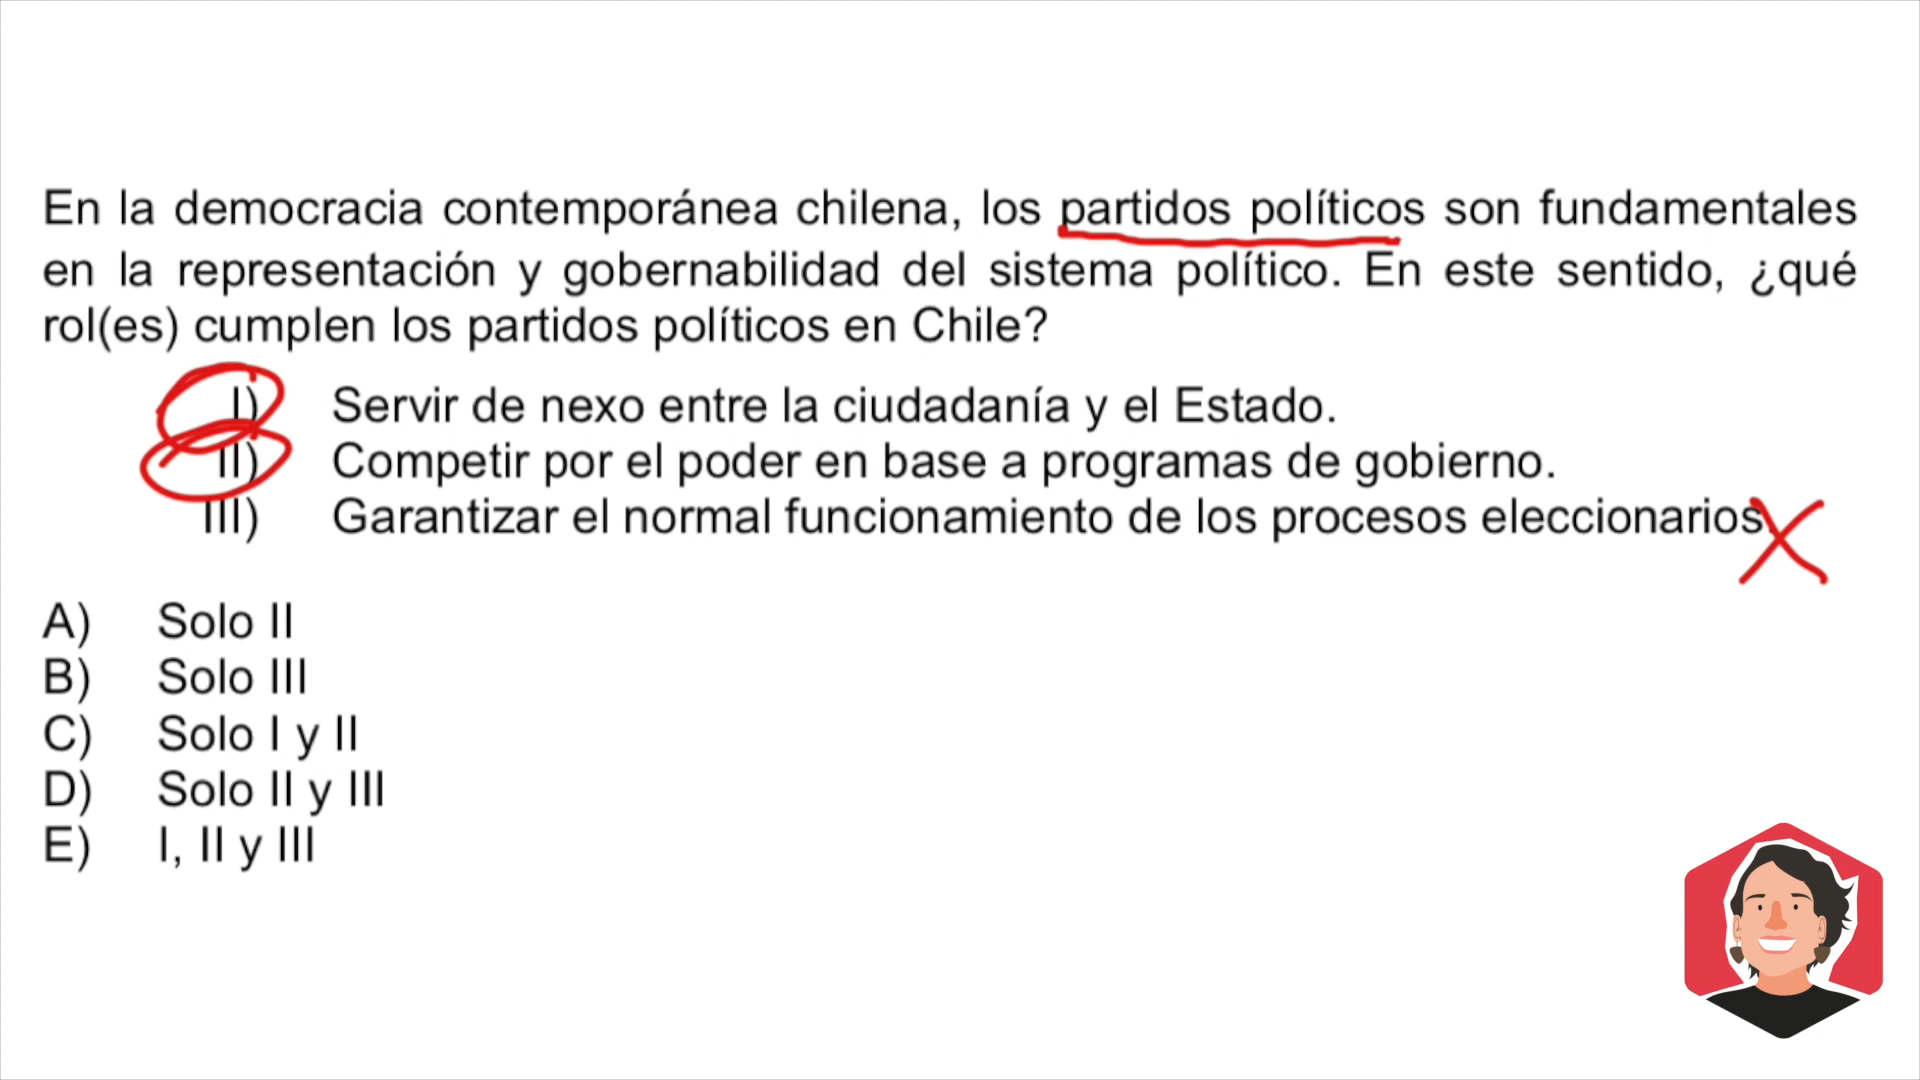 En la democracia contemporánea chilena, los partidos políticos son fundamentales
en la representación y gobernabilidad del sistema político. En este sentido, ¿qué
rol(es) cumplen los partidos políticos en Chile?
I) Servir de nexo entre la ciudadanía y el Estado.
II) Competir por el poder en base a programas de gobierno.
III) Garantizar el normal funcionamiento de los procesos eleccionarios.
A) Solo II
B) Solo III
C) Solo I y II
D) Solo II y III
E) I, II y III